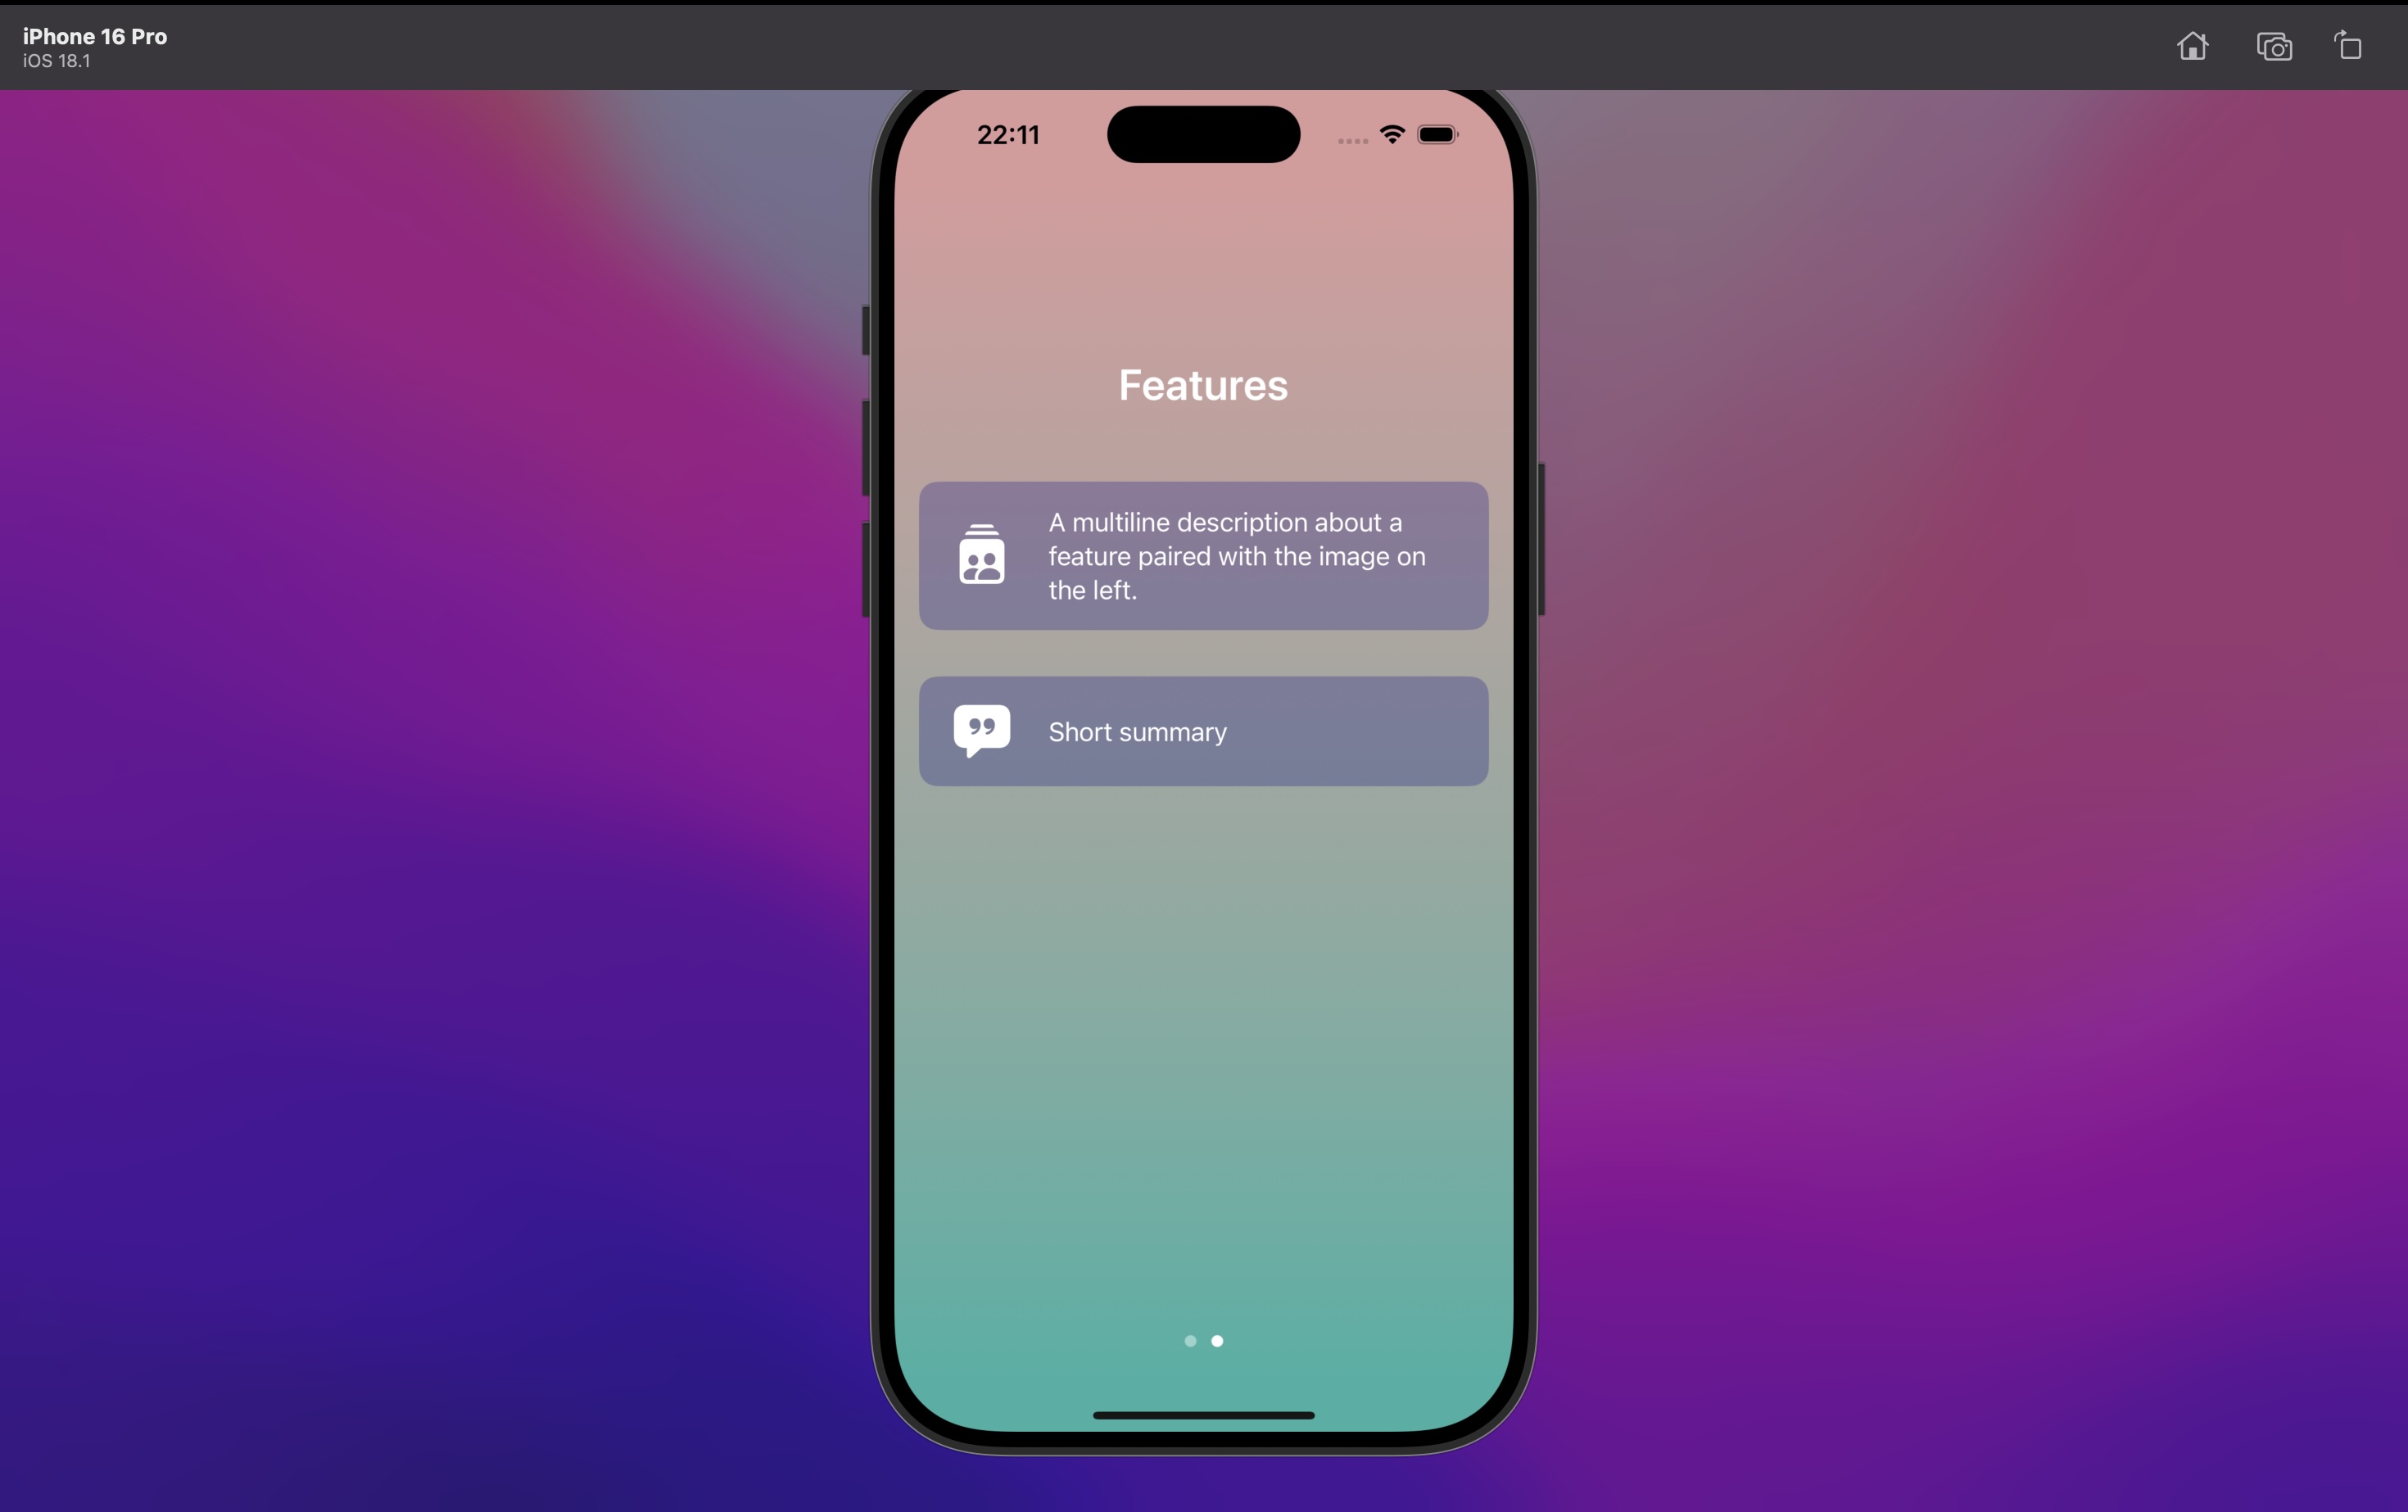 iPhone 16 Pro
iOS 18.1
22:11
Features
A multiline description about a
feature paired with the image on
the left.
Short summary